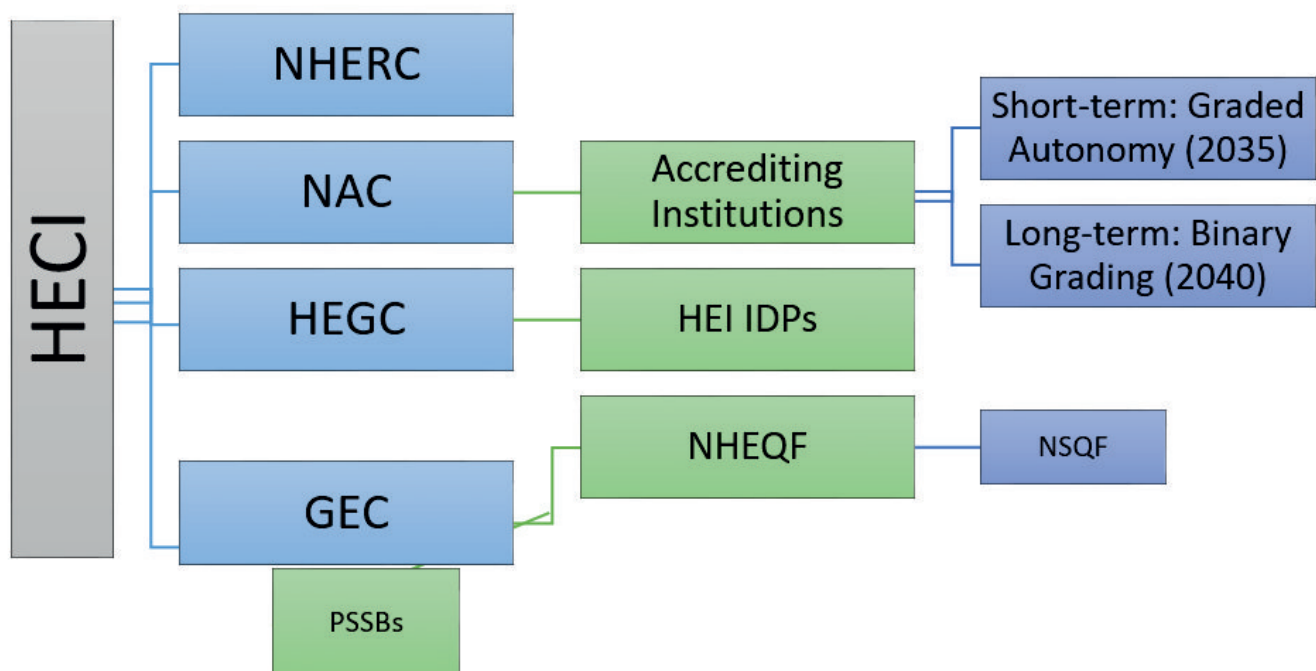 HECI
NHERC
NAC
Accrediting
Institutions
Short-term: Graded
Autonomy (2035)
Long-term: Binary
Grading (2040)
HEGC
HEI IDPs
GEC
NHEQF
NSQF
PSSBs